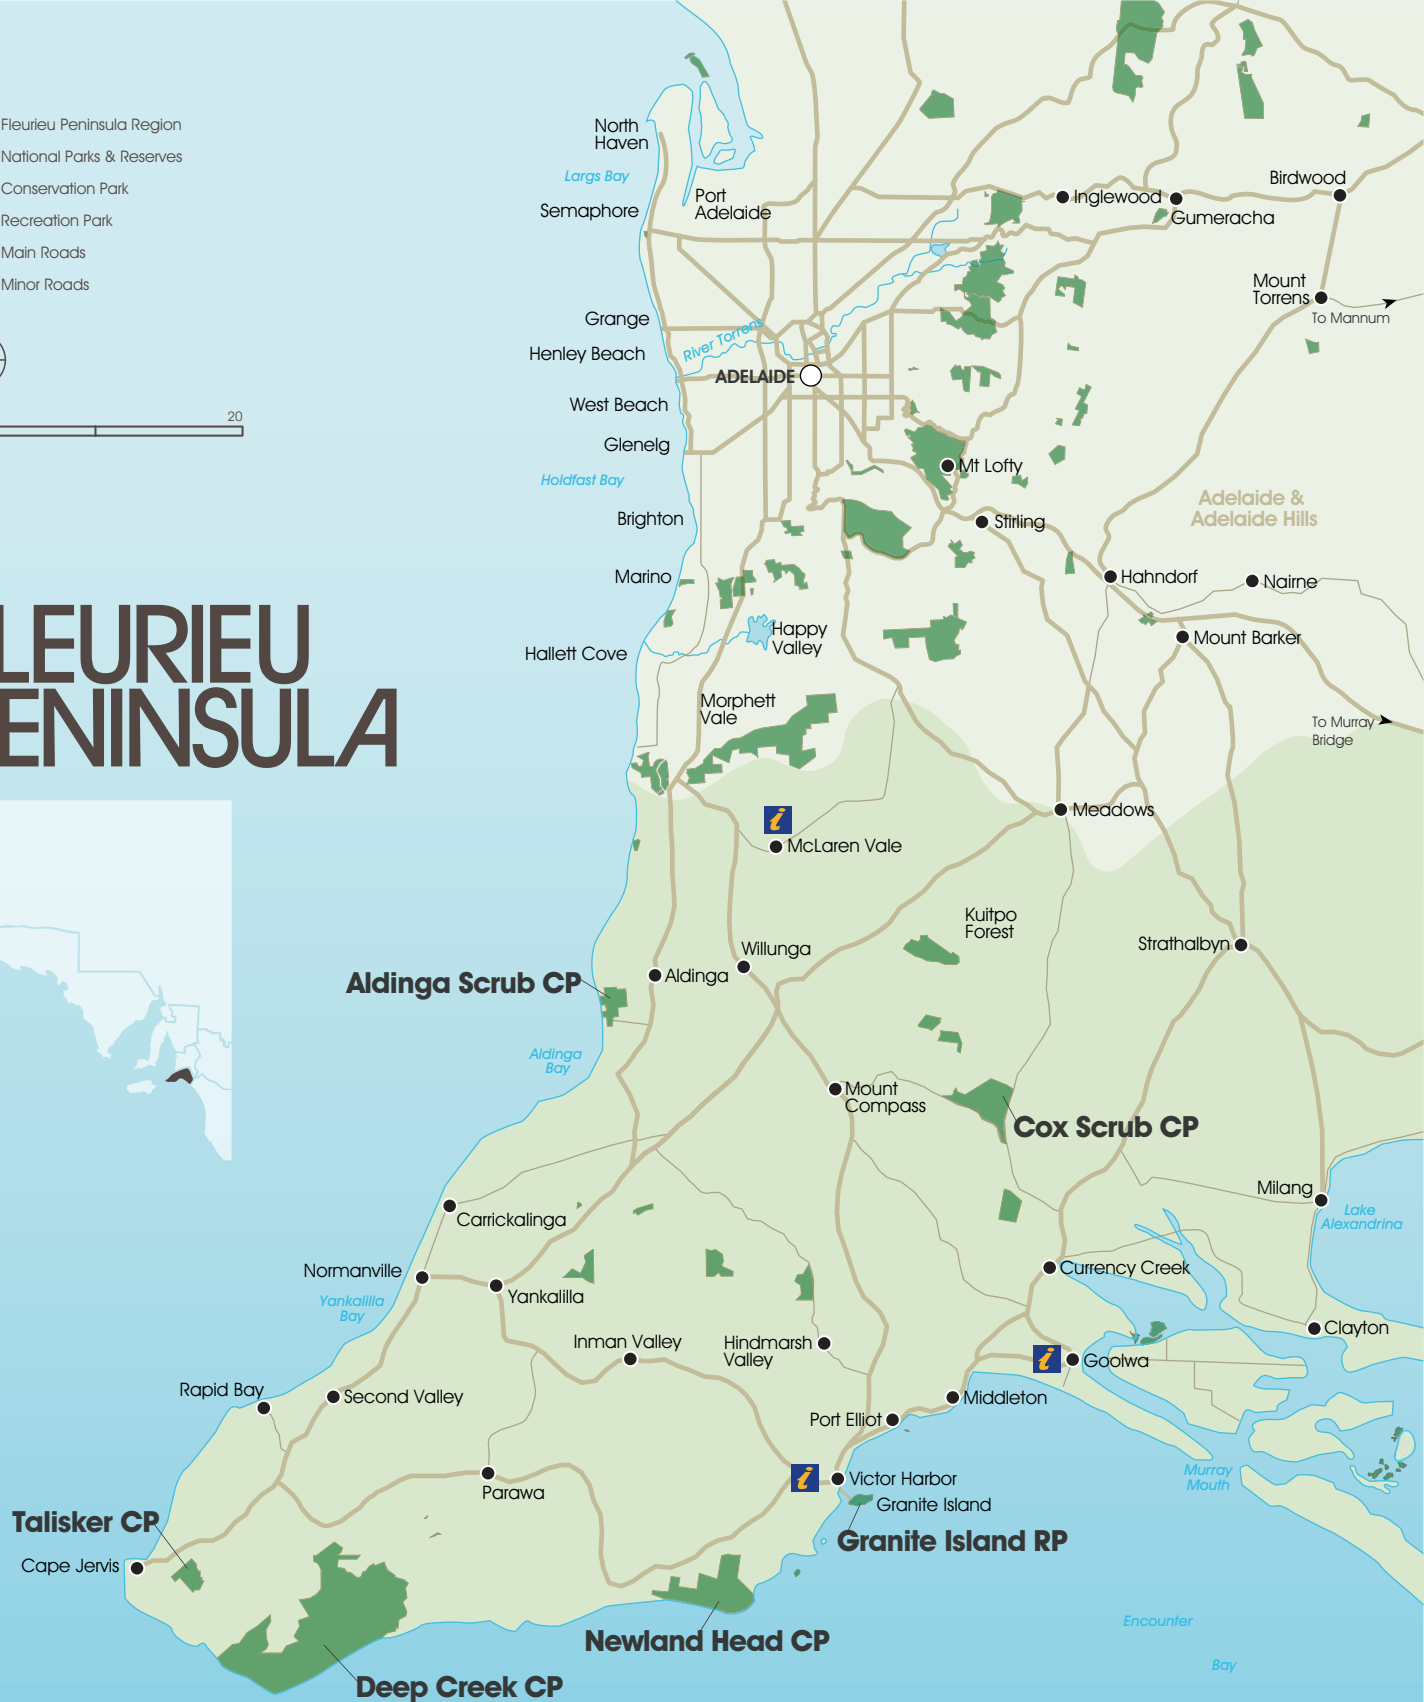 Fleurieu Peninsula Region
National Parks & Reserves
Conservation Park
Recreation Park
Main Roads
Minor Roads
20
LEURIEU
ENINSULA
North
Haven
Largs Bay
Semaphore
Port
Adelaide
Inglewood
Gumeracha
Birdwood
Mount
Torrens
To Mannum
Grange
Henley Beach
River Torrens
ADELAIDE
West Beach
Glenelg
Holdfast Bay
Mt Lofty
Adelaide &
Adelaide Hills
Brighton
Stirling
Marino
Hahndorf
Nairne
Happy
Valley
Mount Barker
Hallett Cove
Morphett
Vale
To Murray
Bridge
i
McLaren Vale
Meadows
Kuitpo
Forest
Strathalbyn
Willunga
Aldinga
Aldinga Scrub CP
Aldinga
Bay
Mount
Compass
Cox Scrub CP
Milang
Lake
Alexandrina
Carrickalinga
Normanville
Yankalilla
Yankalilla
Bay
Currency Creek
Inman Valley
Hindmarsh
Valley
Clayton
i
Goolwa
Rapid Bay
Second Valley
Middleton
Port Elliot
Parawa
i
Victor Harbor
Granite Island
Murray
Mouth
Talisker CP
Granite Island RP
Cape Jervis
Newland Head CP
Encounter
Bay
Deep Creek CP